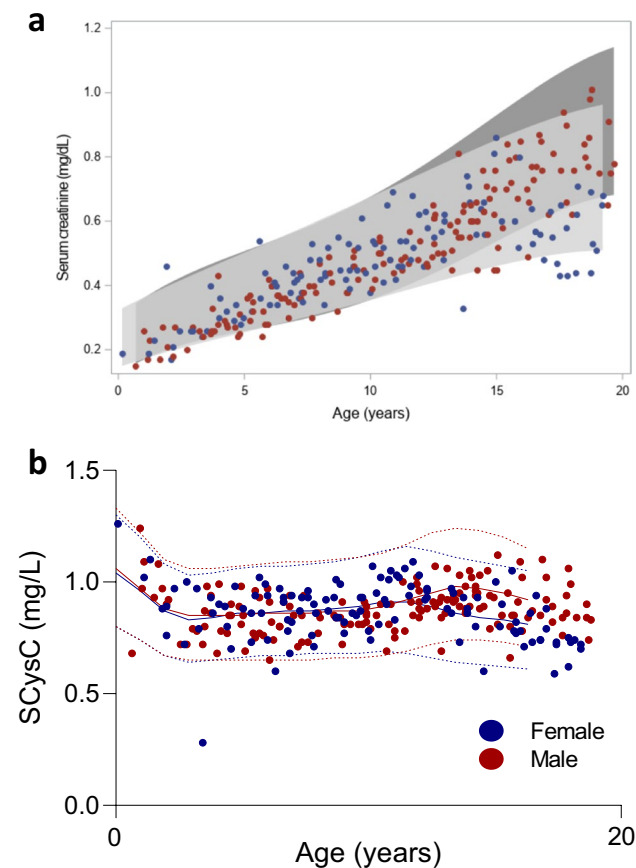 a
1.2
1.0
0.8
0.6
0.4
0.2
Serum creatinine (mg/dL)
0 5 10 15 20
Age (years)
b
1.5
1.0
0.5
0.0
SCysC (mg/L)
Female
Male
0 20
Age (years)